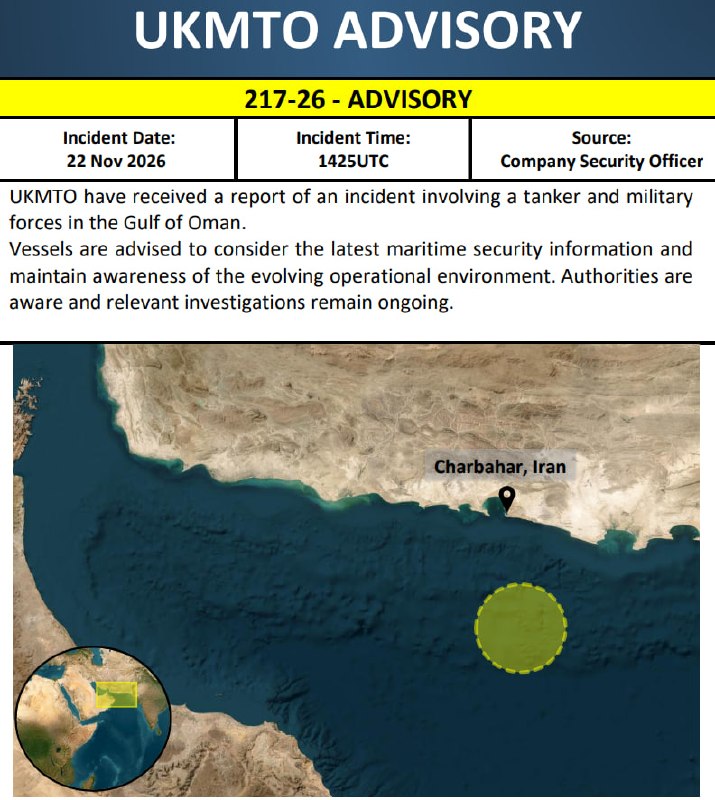 UKMTO ADVISORY
217-26 - ADVISORY
Incident Date:
22 Nov 2026
Incident Time:
1425UTC
Source:
Company Security Officer
UKMTO have received a report of an incident involving a tanker and military
forces in the Gulf of Oman.
Vessels are advised to consider the latest maritime security information and
maintain awareness of the evolving operational environment. Authorities are
aware and relevant investigations remain ongoing.
Charbahar, Iran